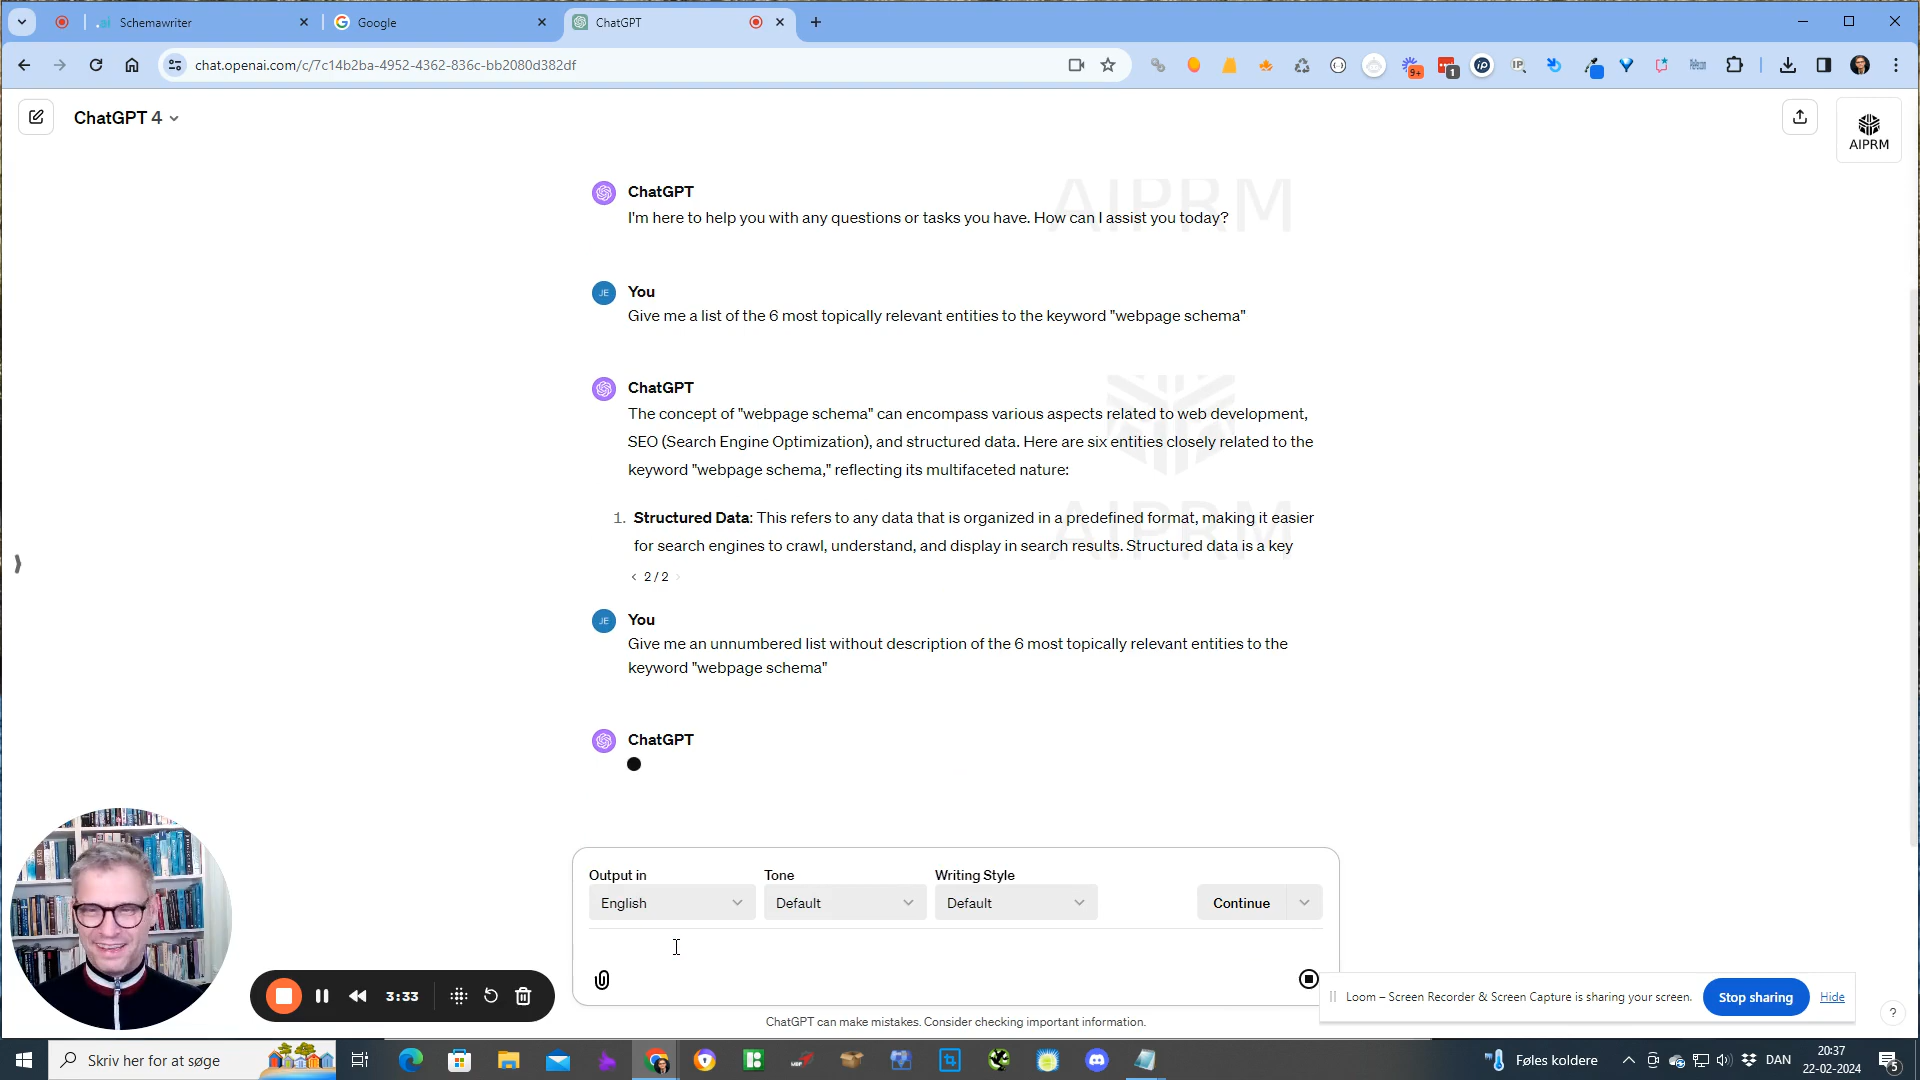 Schemawriter
Google
ChatGPT
chat.openai.com/c/7c14b2ba-4952-4362-836c-bb2080d382df
9+
1
ChatGPT 4
AIPRM
ChatGPT
AIPRM
I'm here to help you with any questions or tasks you have. How can I assist you today?
JE
You
Give me a list of the 6 most topically relevant entities to the keyword "webpage schema"
ChatGPT
The concept of "webpage schema" can encompass various aspects related to web development,
SEO (Search Engine Optimization), and structured data. Here are six entities closely related to the
keyword "webpage schema," reflecting its multifaceted nature:
1. Structured Data: This refers to any data that is organized in a predefined format, making it easier
for search engines to crawl, understand, and display in search results. Structured data is a key
AIPRM
< 2/2 >
JE
You
Give me an unnumbered list without description of the 6 most topically relevant entities to the
keyword "webpage schema"
ChatGPT
Output in
Tone
Writing Style
English
Default
Default
Continue
3:33
Loom – Screen Recorder & Screen Capture is sharing your screen.
Stop sharing
Hide
?
ChatGPT can make mistakes. Consider checking important information.
Skriv her for at søge
Føles koldere
DAN
20:37
22-02-2024
5